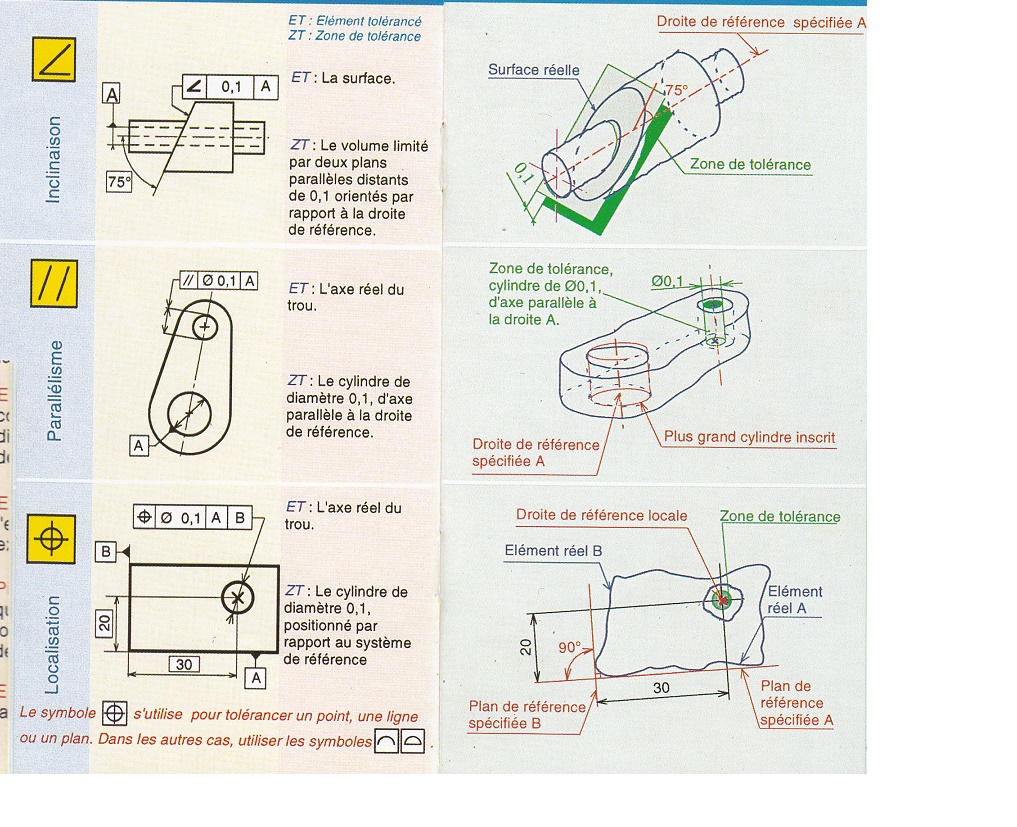 ET : Elément tolérancé
ZT : Zone de tolérance
Inclinaison
0,1 A
A
75°
ET : La surface.
ZT : Le volume limité
par deux plans
parallèles distants
de 0,1 orientés par
rapport à la droite
de référence.
Droite de référence spécifiée A
Surface réelle
75°
0,1
Zone de tolérance
Parallélisme
// Ø 0,1 A
A
ET : L'axe réel du
trou.
ZT : Le cylindre de
diamètre 0,1, d'axe
parallèle à la droite
de référence.
Zone de tolérance,
cylindre de Ø0,1,
d'axe parallèle à
la droite A.
Ø0,1
Droite de référence
spécifiée A
Plus grand cylindre inscrit
Localisation
⌖ Ø 0,1 A B
B
20
30
A
ET : L'axe réel du
trou.
ZT : Le cylindre de
diamètre 0,1,
positionné par
rapport au système
de référence
Droite de référence locale
Zone de tolérance
Elément réel B
Elément
réel A
20
90°
30
Plan de référence
spécifiée B
Plan de
référence
spécifiée A
Le symbole ⌖ s'utilise pour tolérancer un point, une ligne
ou un plan. Dans les autres cas, utiliser les symboles ⌒ ⌓ .